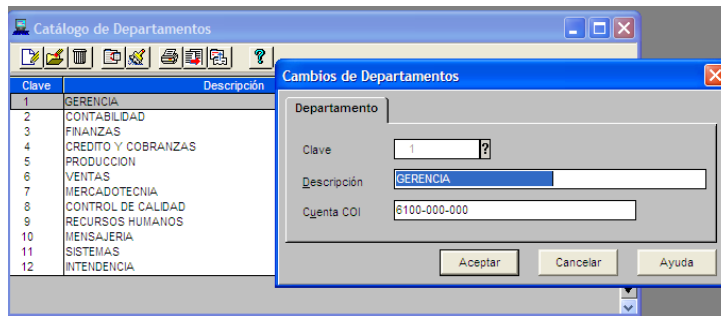 Catálogo de Departamentos
?
Clave Descripción
1 GERENCIA
2 CONTABILIDAD
3 FINANZAS
4 CREDITO Y COBRANZAS
5 PRODUCCION
6 VENTAS
7 MERCADOTECNIA
8 CONTROL DE CALIDAD
9 RECURSOS HUMANOS
10 MENSAJERIA
11 SISTEMAS
12 INTENDENCIA
Cambios de Departamentos
Departamento
Clave 1 ?
Descripción GERENCIA
Cuenta COI 6100-000-000
Aceptar Cancelar Ayuda